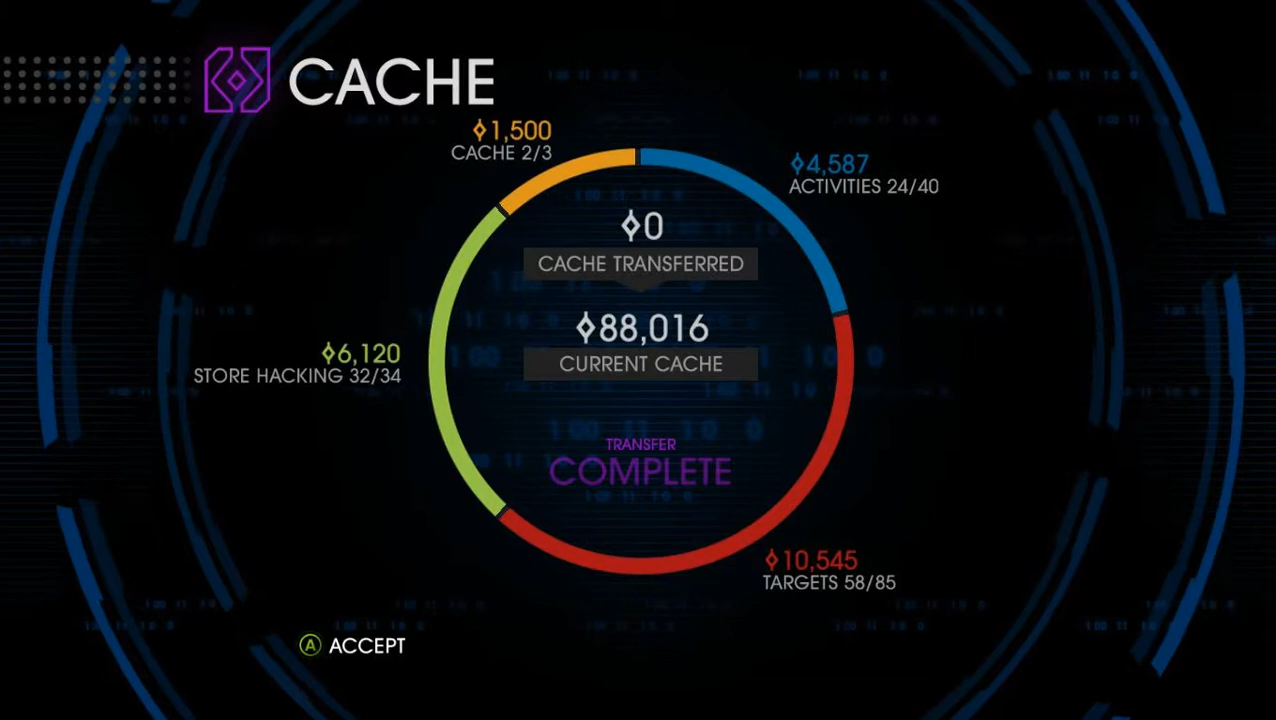 CACHE
1,500
CACHE 2/3
4,587
ACTIVITIES 24/40
0
CACHE TRANSFERRED
88,016
CURRENT CACHE
6,120
STORE HACKING 32/34
TRANSFER
COMPLETE
10,545
TARGETS 58/85
A ACCEPT